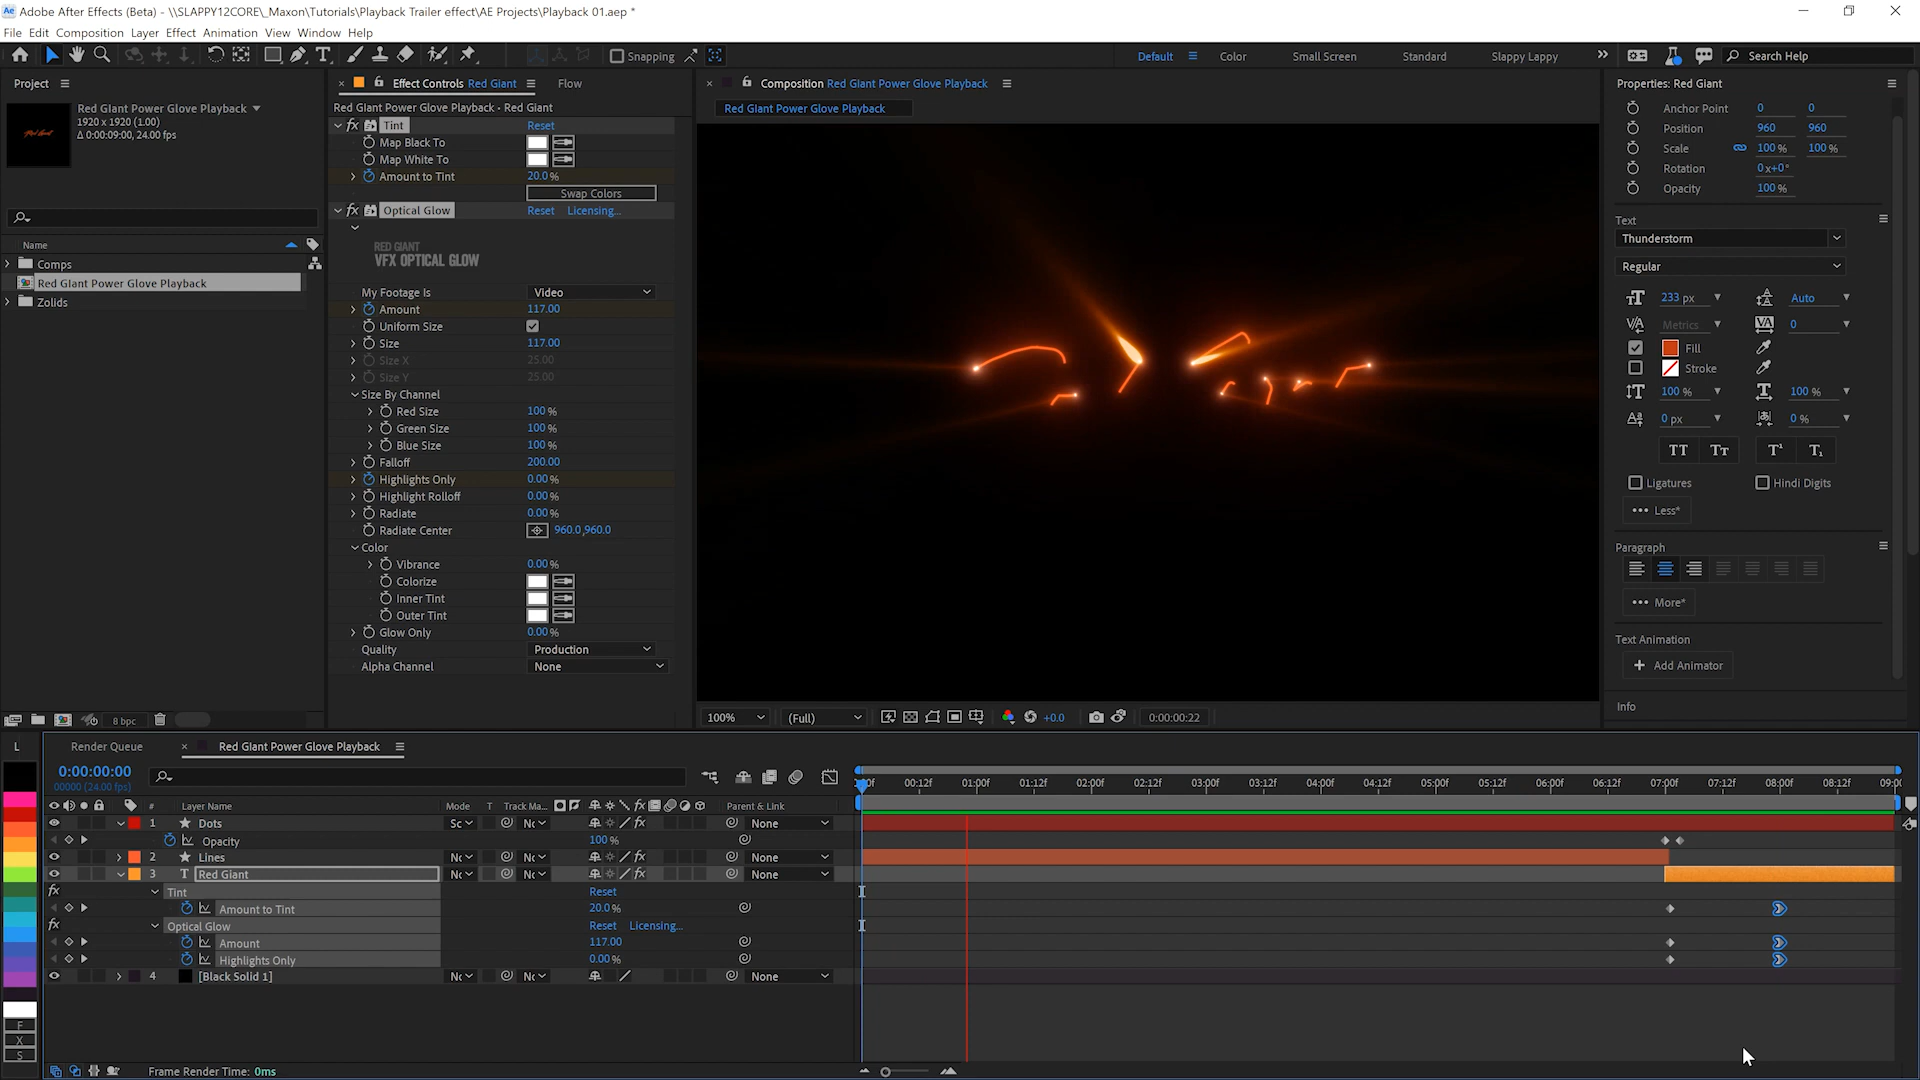 Adobe After Effects (Beta) - \\SLAPPY12CORE\_Maxon\Tutorials\Playback Trailer effect\AE Projects\Playback 01.aep *
File Edit Composition Layer Effect Animation View Window Help
Snapping
Default
Color
Small Screen
Standard
Slappy Lappy
Search Help
Project
Red Giant Power Glove Playback
1920 x 1920 (1.00)
Δ 0:00:09:00, 24.00 fps
Name
Comps
Red Giant Power Glove Playback
Zolids
8 bpc
Effect Controls Red Giant
Flow
Red Giant Power Glove Playback • Red Giant
fx Tint Reset
Map Black To
Map White To
Amount to Tint 20.0 %
Swap Colors
fx Optical Glow Reset Licensing...
RED GIANT
VFX OPTICAL GLOW
My Footage Is Video
Amount 117.00
Uniform Size
Size 117.00
Size X 25.00
Size Y 25.00
Size By Channel
Red Size 100 %
Green Size 100 %
Blue Size 100 %
Falloff 200.00
Highlights Only 0.00 %
Highlight Rolloff 0.00 %
Radiate 0.00 %
Radiate Center 960.0,960.0
Color
Vibrance 0.00 %
Colorize
Inner Tint
Outer Tint
Glow Only 0.00 %
Quality Production
Alpha Channel None
Composition Red Giant Power Glove Playback
Red Giant Power Glove Playback
100% (Full) +0.0 0:00:00:22
Properties: Red Giant
Anchor Point 0 0
Position 960 960
Scale 100 % 100 %
Rotation 0x+0°
Opacity 100 %
Text
Thunderstorm
Regular
233 px Auto
Metrics 0
Fill
Stroke
100 % 100 %
0 px 0 %
TT Tт T¹ T₁
Ligatures Hindi Digits
••• Less*
Paragraph
••• More*
Text Animation
+ Add Animator
Info
L
Render Queue
Red Giant Power Glove Playback
0:00:00:00
00000 (24.00 fps)
00:12f 01:00f 01:12f 02:00f 02:12f 03:00f 03:12f 04:00f 04:12f 05:00f 05:12f 06:00f 06:12f 07:00f 07:12f 08:00f 08:12f
# Layer Name Mode T Track Ma... fx Parent & Link
1 Dots None
Opacity 100 %
2 Lines None
3 T Red Giant None
fx Tint Reset
Amount to Tint 20.0 %
fx Optical Glow Reset Licensing...
Amount 117.00
Highlights Only 0.00 %
4 [Black Solid 1] None
F
X
S
Frame Render Time: 0ms